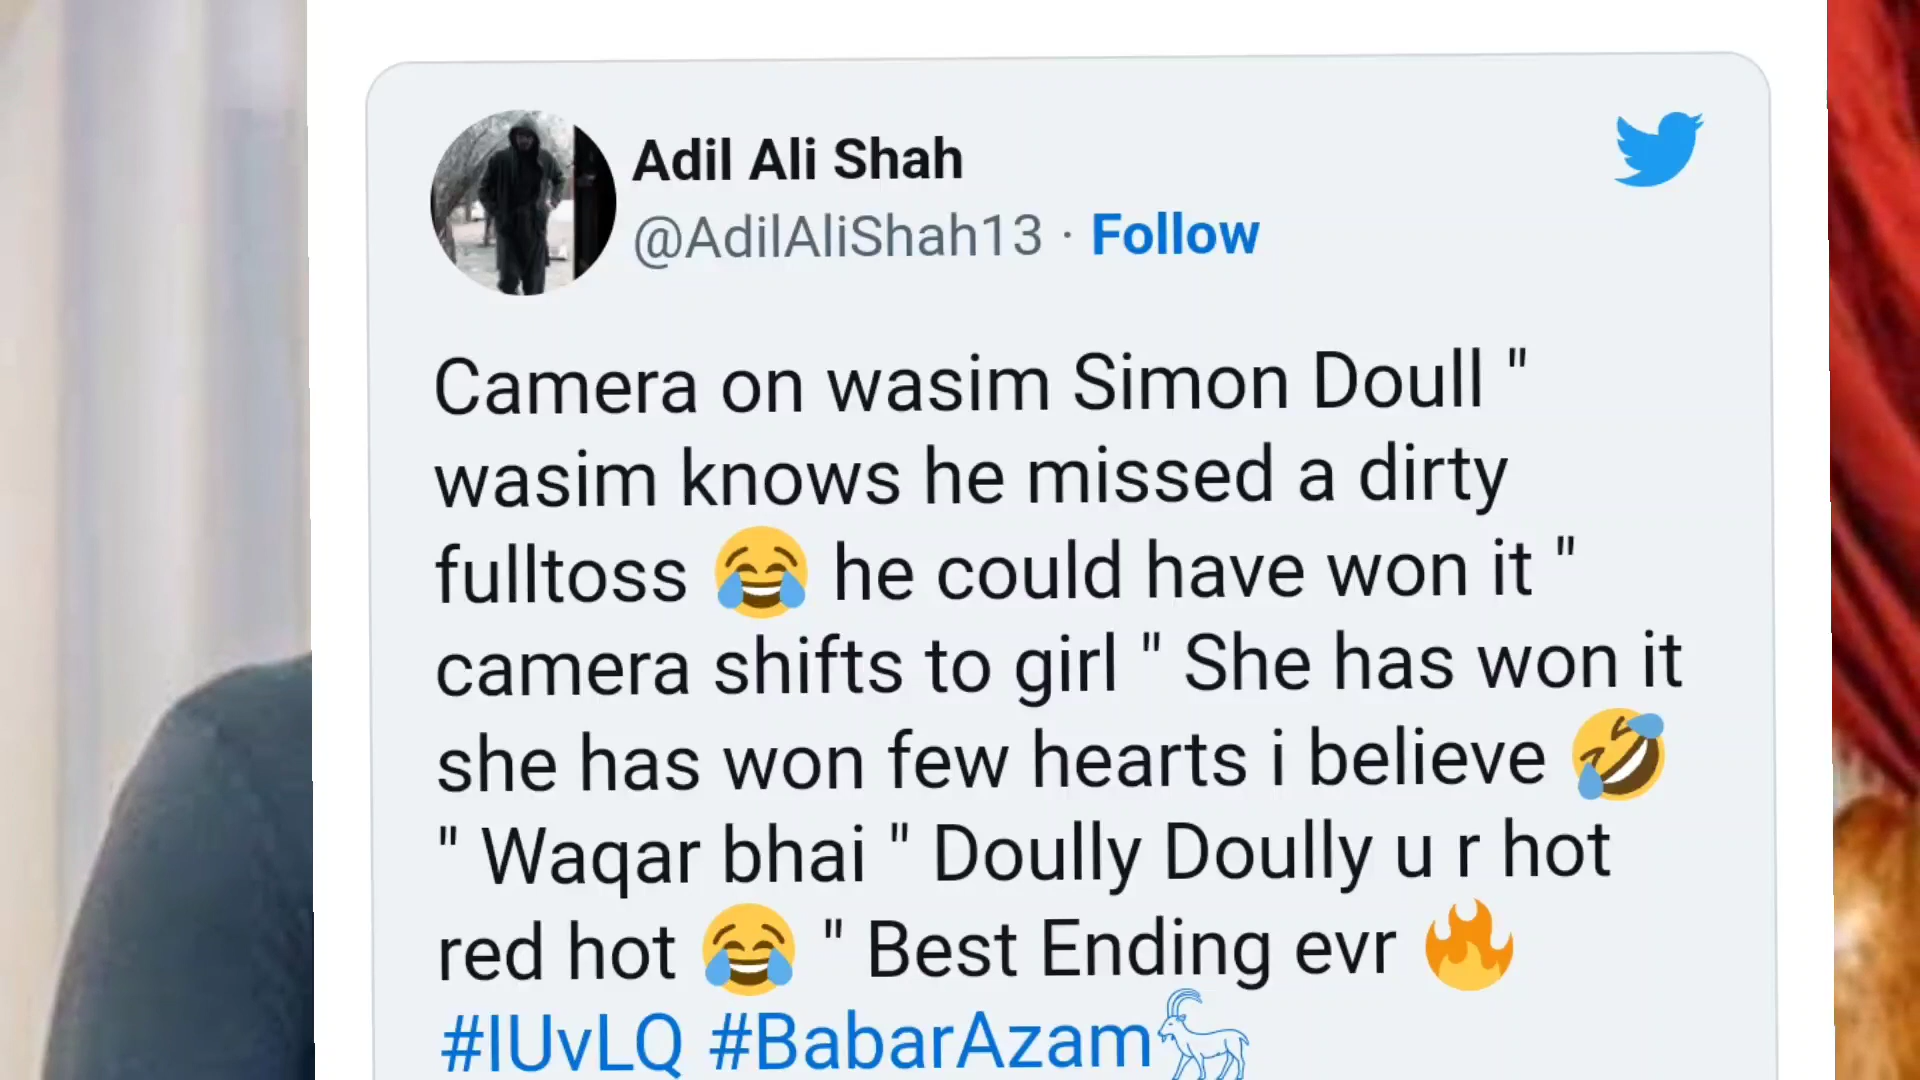 Adil Ali Shah
@AdilAliShah13 · Follow
Camera on wasim Simon Doull "
wasim knows he missed a dirty
fulltoss 😂 he could have won it "
camera shifts to girl " She has won it
she has won few hearts i believe 🤣
" Waqar bhai " Doully Doully u r hot
red hot 😂 " Best Ending evr 🔥
#IUvLQ #BabarAzam🐐